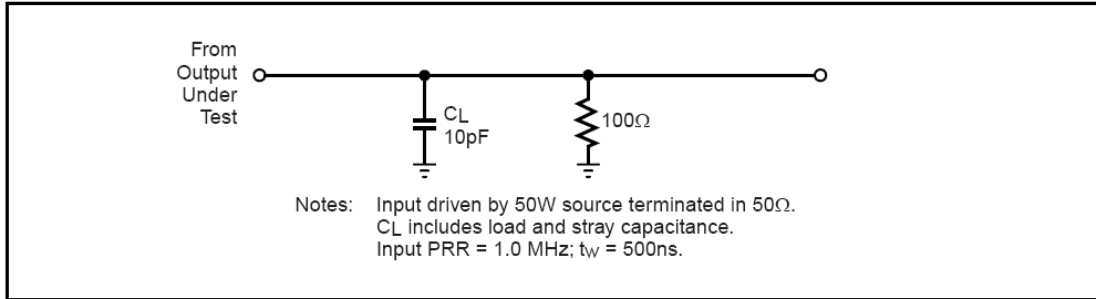 From
Output
Under
Test
CL
10pF
100Ω
Notes: Input driven by 50W source terminated in 50Ω.
CL includes load and stray capacitance.
Input PRR = 1.0 MHz; tw = 500ns.